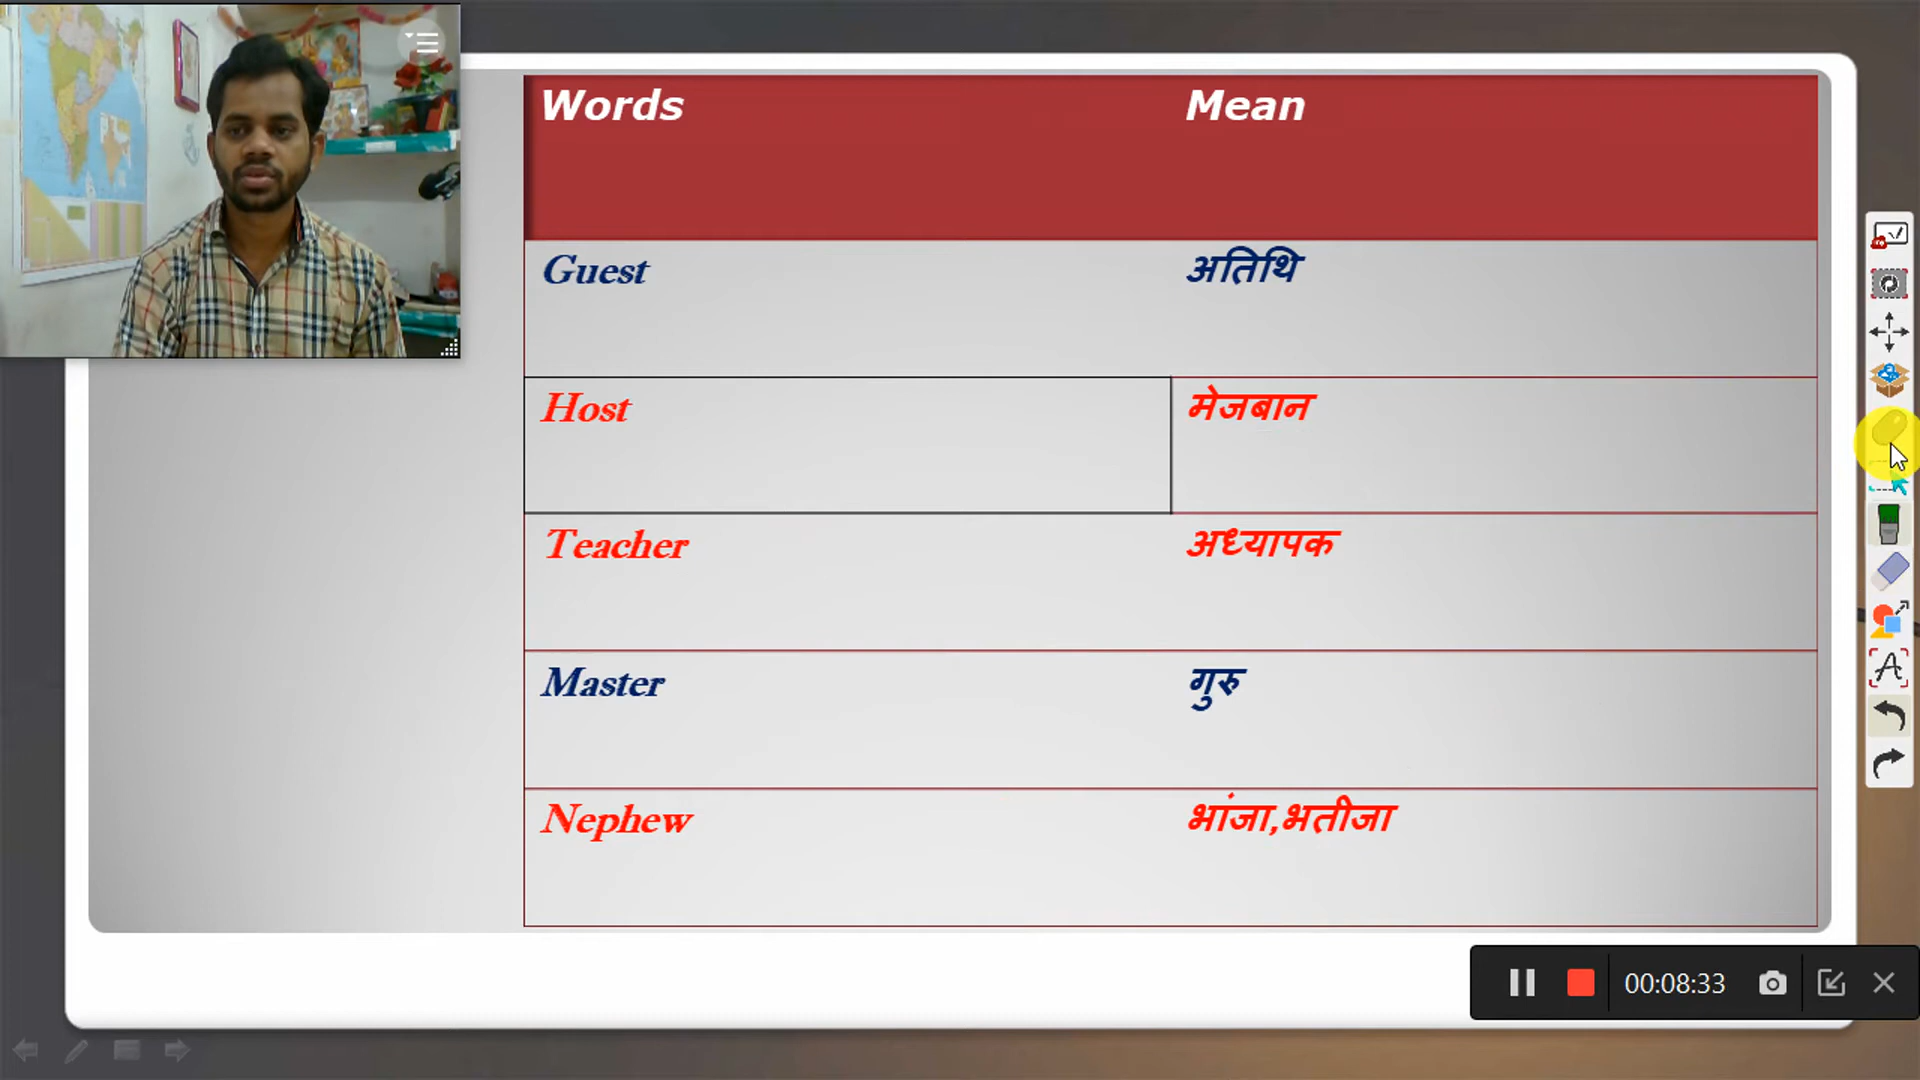 Words Mean
Guest अतिथि
Host मेजबान
Teacher अध्यापक
Master गुरु
Nephew भांजा,भतीजा
00:08:33